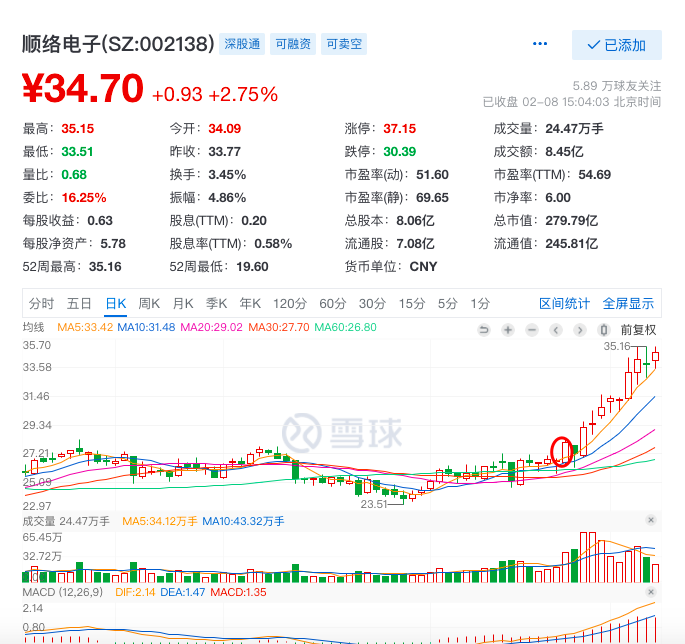 顺络电子(SZ:002138) 深股通 可融资 可卖空 ••• ✓ 已添加
¥34.70 +0.93 +2.75%
5.89 万球友关注
已收盘 02-08 15:04:03 北京时间
最高：35.15 今开：34.09 涨停：37.15 成交量：24.47万手
最低：33.51 昨收：33.77 跌停：30.39 成交额：8.45亿
量比：0.68 换手：3.45% 市盈率(动)：51.60 市盈率(TTM)：54.69
委比：16.25% 振幅：4.86% 市盈率(静)：69.65 市净率：6.00
每股收益：0.63 股息(TTM)：0.20 总股本：8.06亿 总市值：279.79亿
每股净资产：5.78 股息率(TTM)：0.58% 流通股：7.08亿 流通值：245.81亿
52周最高：35.16 52周最低：19.60 货币单位：CNY
分时 五日 日K 周K 月K 季K 年K 120分 60分 30分 15分 5分 1分 区间统计 全屏显示
均线 MA5:33.42 MA10:31.48 MA20:29.02 MA30:27.70 MA60:26.80 前复权
35.70
35.16
33.58
31.46
29.34
雪球
27.21
25.09
23.51
22.97
成交量 24.47万手 MA5:34.12万手 MA10:43.32万手
65.45万
32.72万
MACD (12,26,9) DIF:2.14 DEA:1.47 MACD:1.35
2.14
0.80